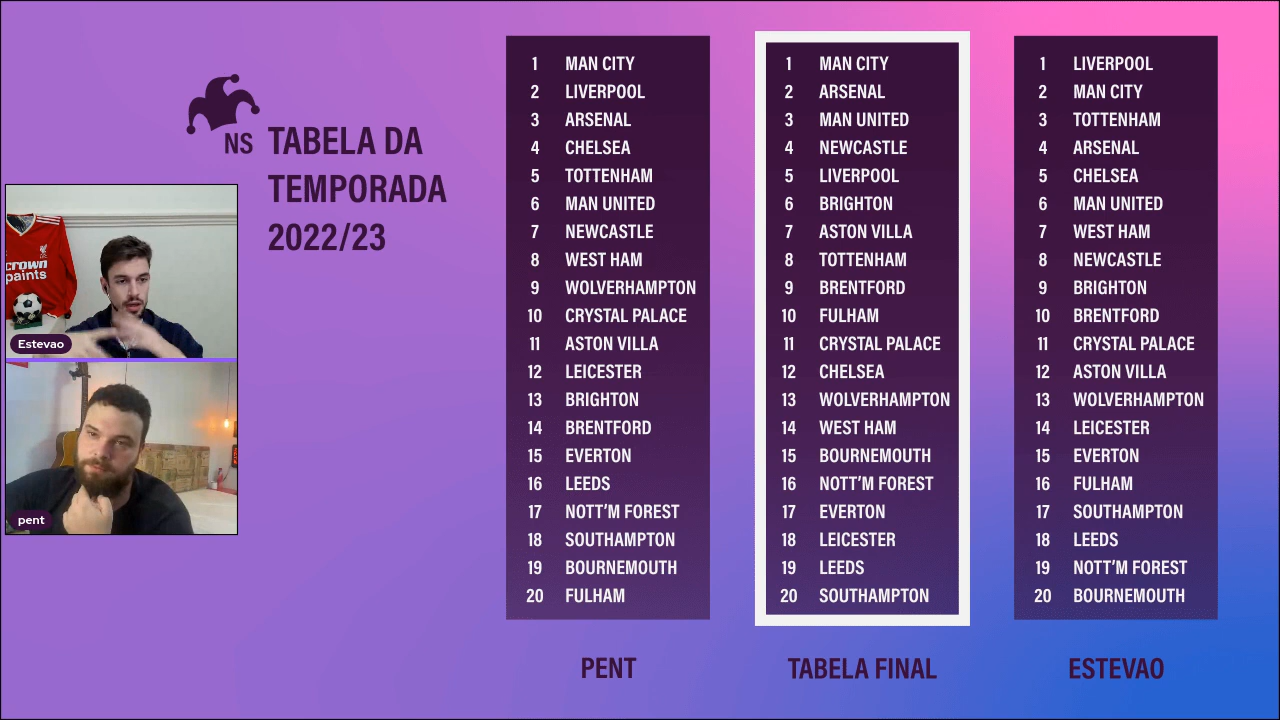 NS
TABELA DA
TEMPORADA
2022/23
crown
paints
Estevao
pent
1 MAN CITY
2 LIVERPOOL
3 ARSENAL
4 CHELSEA
5 TOTTENHAM
6 MAN UNITED
7 NEWCASTLE
8 WEST HAM
9 WOLVERHAMPTON
10 CRYSTAL PALACE
11 ASTON VILLA
12 LEICESTER
13 BRIGHTON
14 BRENTFORD
15 EVERTON
16 LEEDS
17 NOTT'M FOREST
18 SOUTHAMPTON
19 BOURNEMOUTH
20 FULHAM
PENT
1 MAN CITY
2 ARSENAL
3 MAN UNITED
4 NEWCASTLE
5 LIVERPOOL
6 BRIGHTON
7 ASTON VILLA
8 TOTTENHAM
9 BRENTFORD
10 FULHAM
11 CRYSTAL PALACE
12 CHELSEA
13 WOLVERHAMPTON
14 WEST HAM
15 BOURNEMOUTH
16 NOTT'M FOREST
17 EVERTON
18 LEICESTER
19 LEEDS
20 SOUTHAMPTON
TABELA FINAL
1 LIVERPOOL
2 MAN CITY
3 TOTTENHAM
4 ARSENAL
5 CHELSEA
6 MAN UNITED
7 WEST HAM
8 NEWCASTLE
9 BRIGHTON
10 BRENTFORD
11 CRYSTAL PALACE
12 ASTON VILLA
13 WOLVERHAMPTON
14 LEICESTER
15 EVERTON
16 FULHAM
17 SOUTHAMPTON
18 LEEDS
19 NOTT'M FOREST
20 BOURNEMOUTH
ESTEVAO